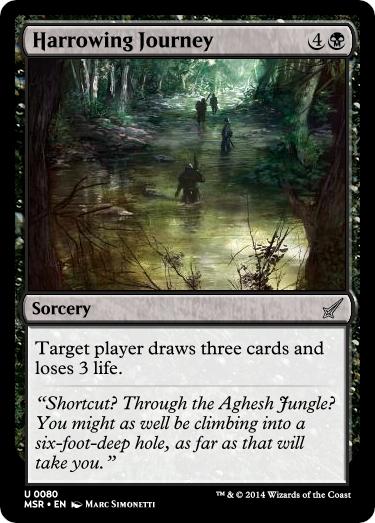 Harrowing Journey 4
Sorcery
Target player draws three cards and
loses 3 life.
“Shortcut? Through the Aghesh Jungle?
You might as well be climbing into a
six-foot-deep hole, as far as that will
take you.”
U 0080
MSR • EN Marc Simonetti
™ & © 2014 Wizards of the Coast